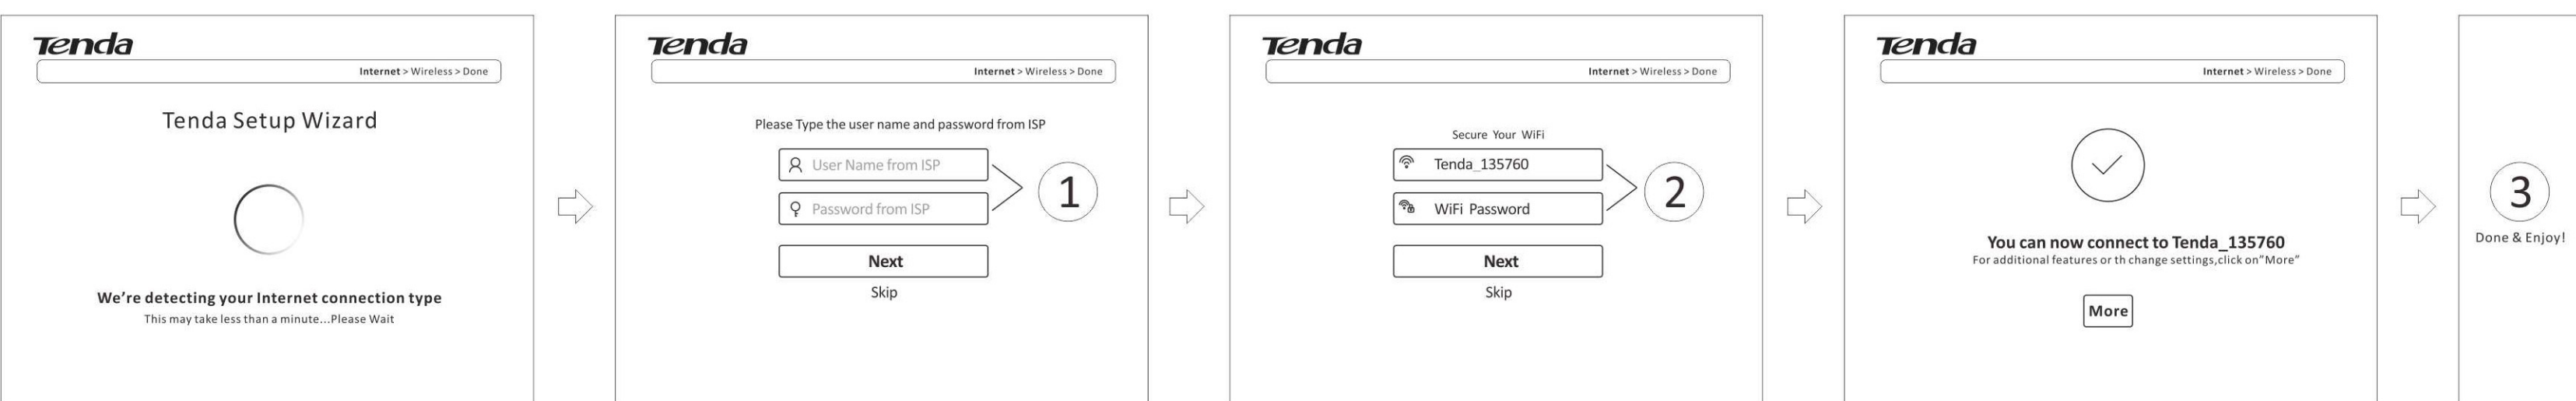 Tenda
Internet > Wireless > Done
Tenda Setup Wizard
We're detecting your Internet connection type
This may take less than a minute...Please Wait
Tenda
Internet > Wireless > Done
Please Type the user name and password from ISP
User Name from ISP
Password from ISP
1
Next
Skip
Tenda
Internet > Wireless > Done
Secure Your WiFi
Tenda_135760
WiFi Password
2
Next
Skip
Tenda
Internet > Wireless > Done
You can now connect to Tenda_135760
For additional features or th change settings,click on"More"
More
3
Done & Enjoy!